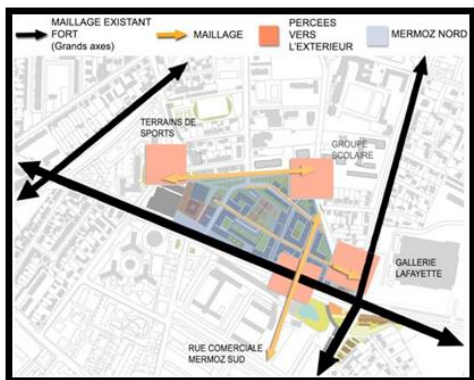 MAILLAGE EXISTANT
FORT
(Grands axes)
MAILLAGE
PERCEES
VERS
L'EXTERIEUR
MERMOZ NORD
TERRAINS DE
SPORTS
GROUPE
SCOLAIRE
GALLERIE
LAFAYETTE
RUE COMERCIALE
MERMOZ SUD